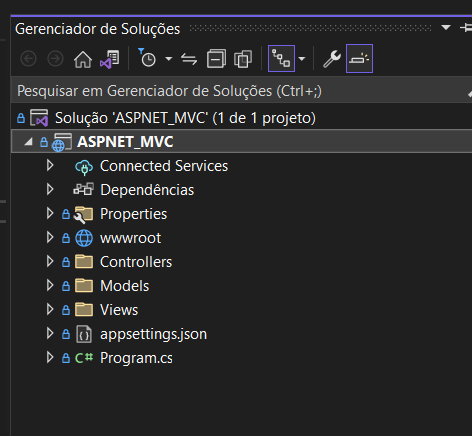 Gerenciador de Soluções
Pesquisar em Gerenciador de Soluções (Ctrl+;)
Solução 'ASPNET_MVC' (1 de 1 projeto)
ASPNET_MVC
Connected Services
Dependências
Properties
wwwroot
Controllers
Models
Views
appsettings.json
C# Program.cs